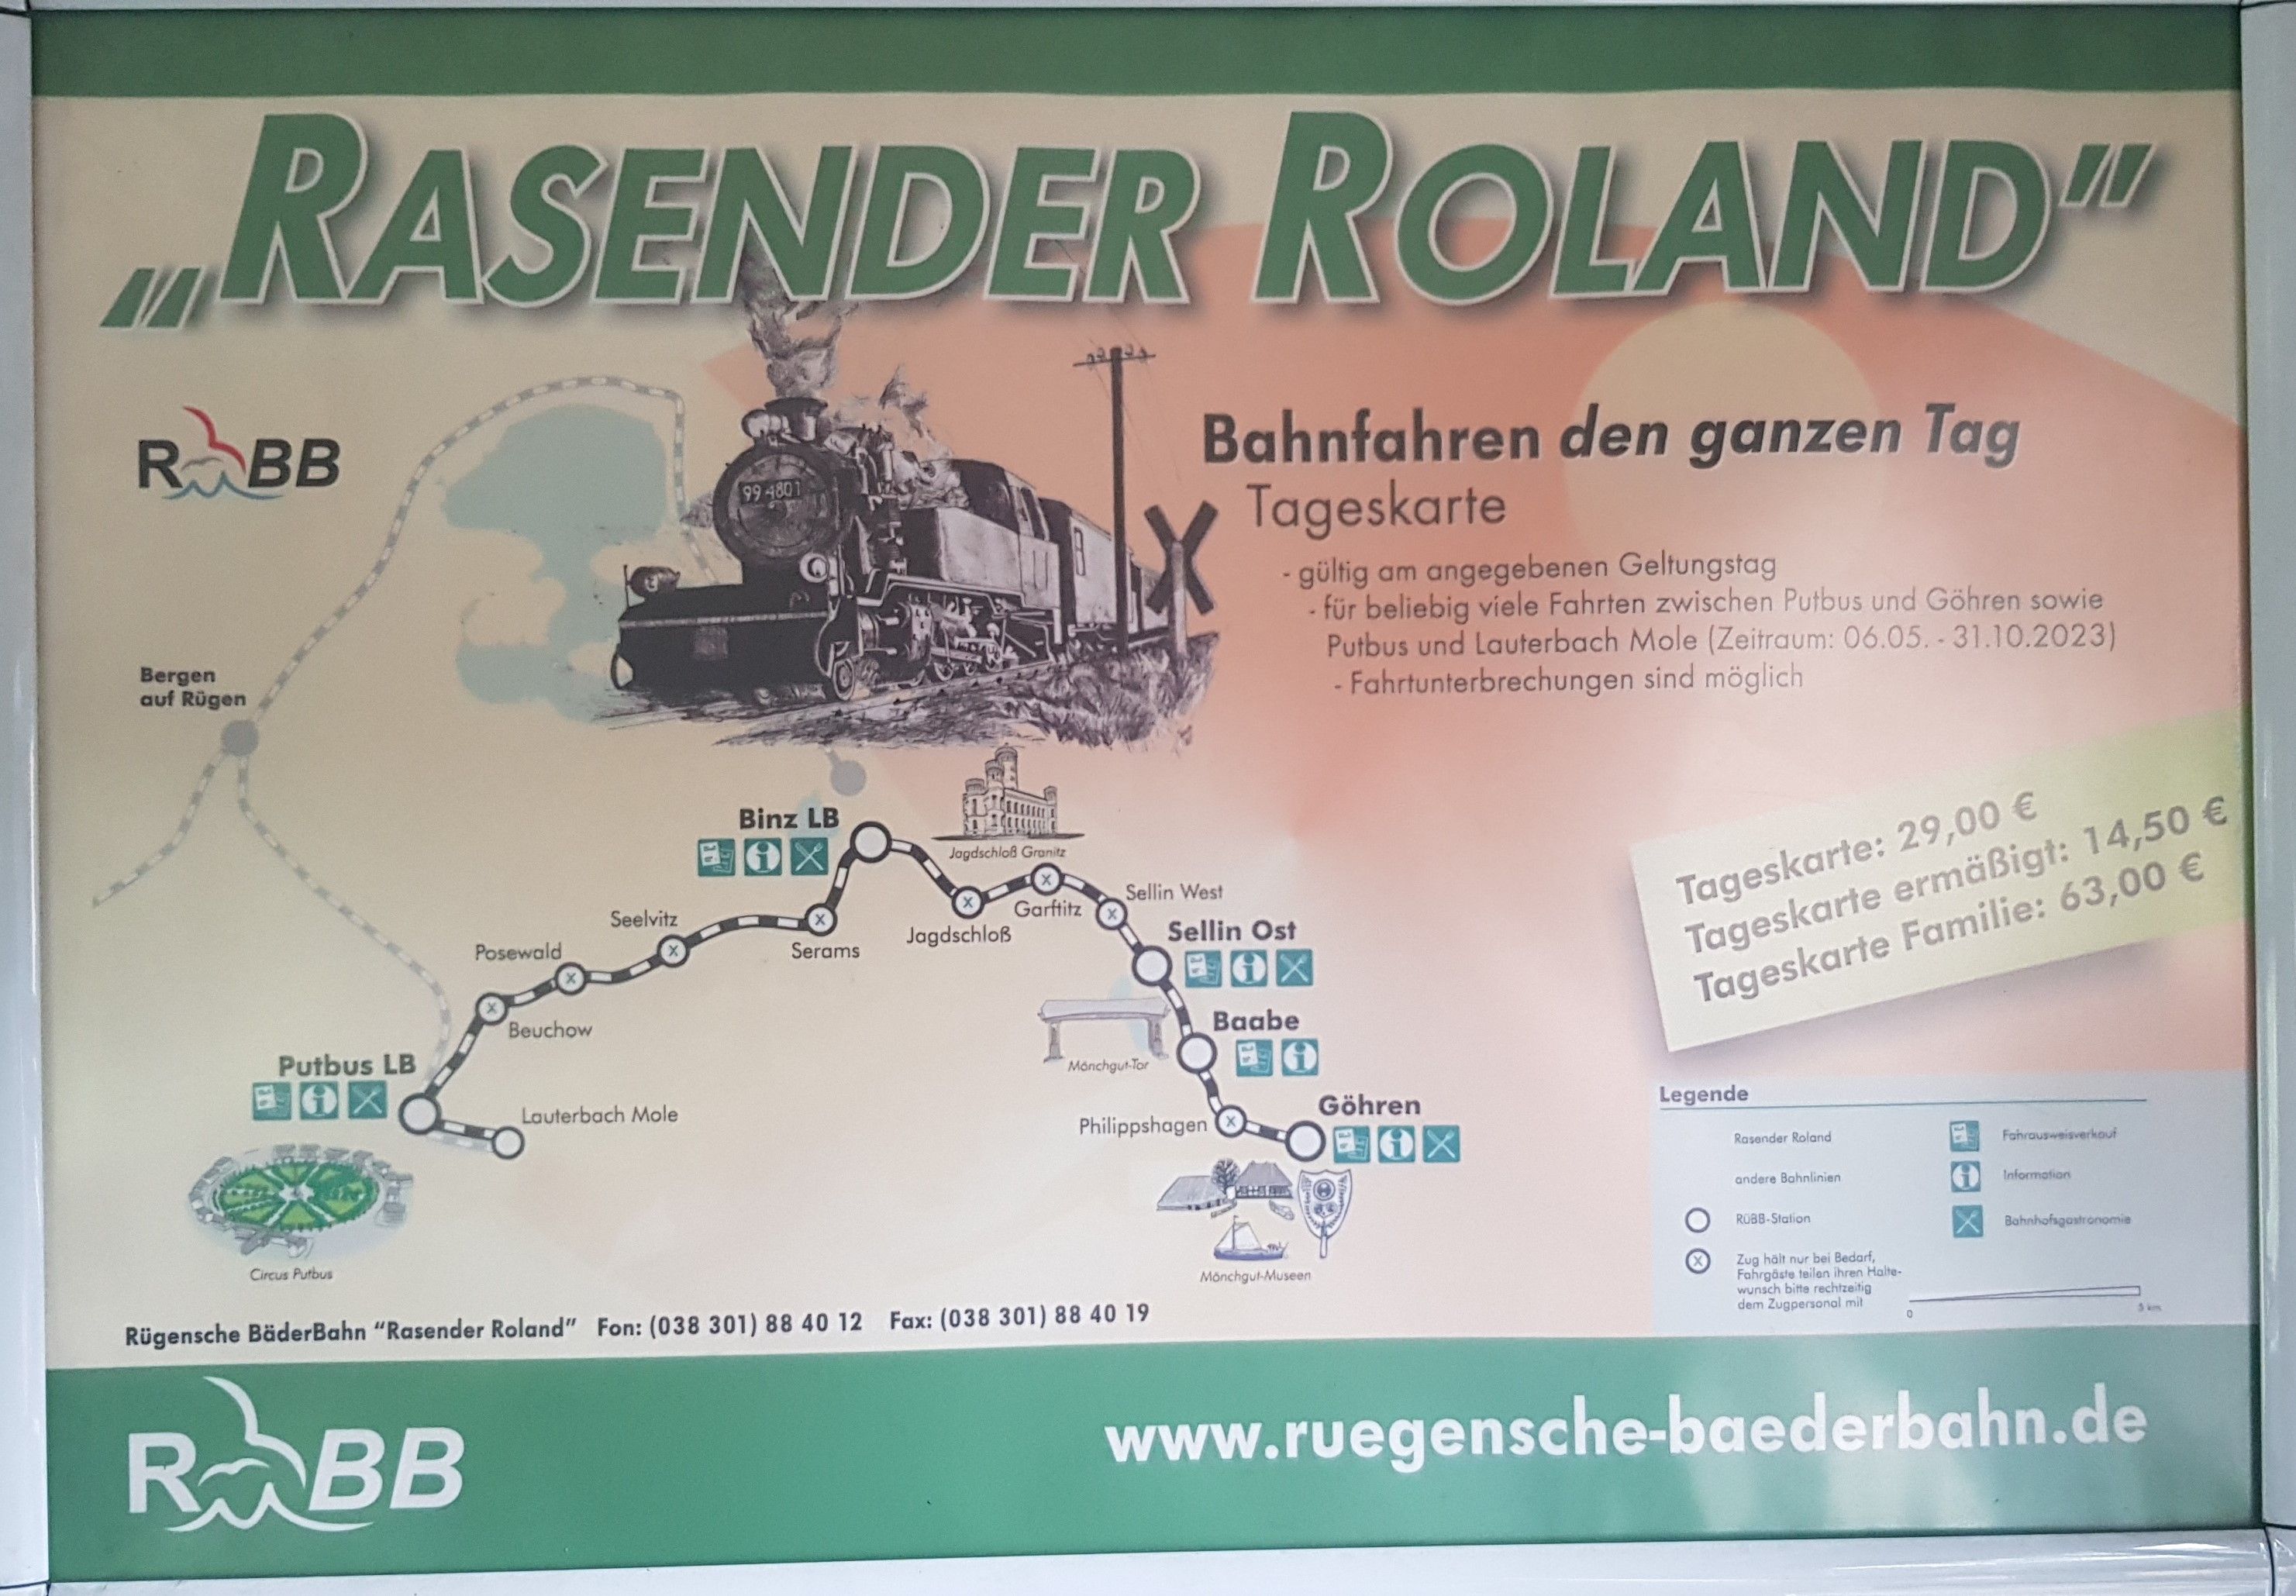 „RASENDER ROLAND"
RüBB
99 4801
Bahnfahren den ganzen Tag
Tageskarte
- gültig am angegebenen Geltungstag
- für beliebig viele Fahrten zwischen Putbus und Göhren sowie
Putbus und Lauterbach Mole (Zeitraum: 06.05. - 31.10.2023)
- Fahrtunterbrechungen sind möglich
Bergen
auf Rügen
Tageskarte: 29,00 €
Tageskarte ermäßigt: 14,50 €
Tageskarte Familie: 63,00 €
Binz LB
Jagdschloß Granitz
Sellin West
Garftitz
Seelvitz
Jagdschloß
Sellin Ost
Serams
Posewald
Beuchow
Baabe
Mönchgut-Tor
Putbus LB
Lauterbach Mole
Göhren
Philippshagen
Circus Putbus
Mönchgut-Museen
Legende
Rasender Roland
andere Bahnlinien
RüBB-Station
Zug hält nur bei Bedarf,
Fahrgäste teilen ihren Halte-
wunsch bitte rechtzeitig
dem Zugpersonal mit
Fahrausweisverkauf
Information
Bahnhofsgastronomie
0
5 km
Rügensche BäderBahn "Rasender Roland" Fon: (038 301) 88 40 12 Fax: (038 301) 88 40 19
RüBB
www.ruegensche-baederbahn.de